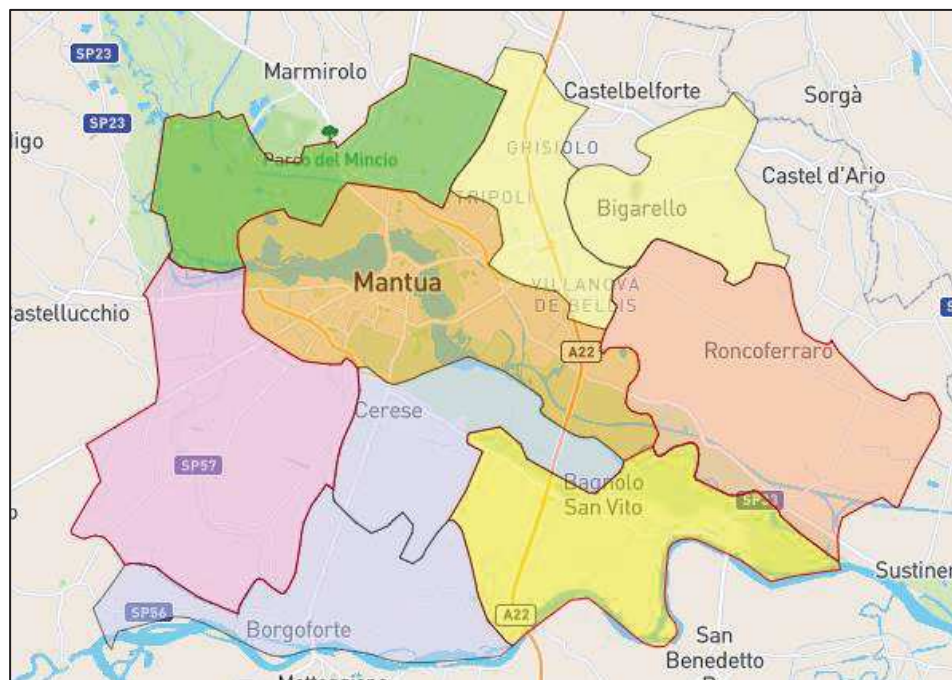 SP23
Marmirolo
Castelbelforte
Sorgà
SP23
GHISIOLO
Parco del Mincio
Castel d'Ario
TRIPOLI
Bigarello
Mantua
VILLANOVA
DE BELLIS
Castellucchio
A22
Roncoferraro
Cerese
SP57
Bagnolo
San Vito
Sustinen
SP56
A22
Borgoforte
San
Benedetto